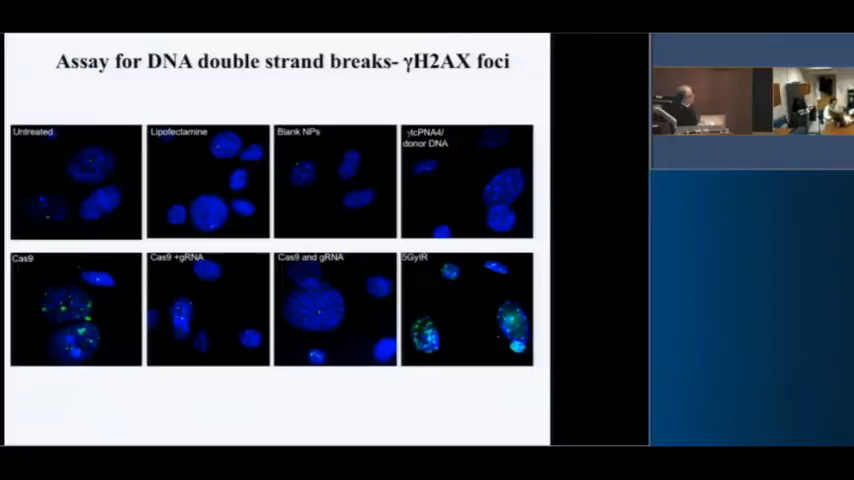 Assay for DNA double strand breaks- γH2AX foci
Untreated
Lipofectamine
Blank NPs
γtcPNA4/
donor DNA
Cas9
Cas9 +gRNA
Cas9 and gRNA
5GyIR